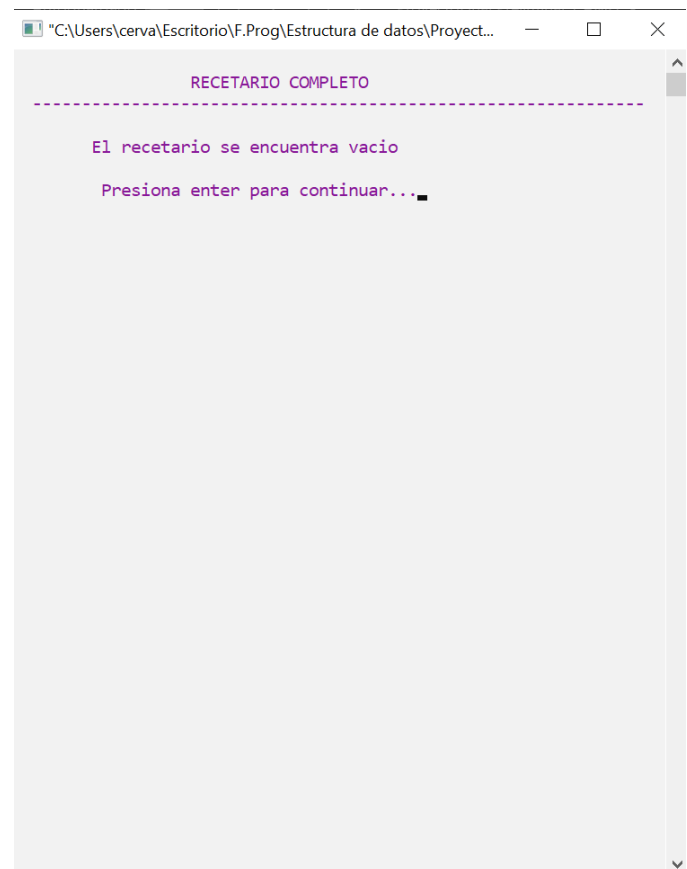 "C:\Users\cerva\Escritorio\F.Prog\Estructura de datos\Proyect...
RECETARIO COMPLETO
--------------------------------------------------------------
El recetario se encuentra vacio
Presiona enter para continuar...